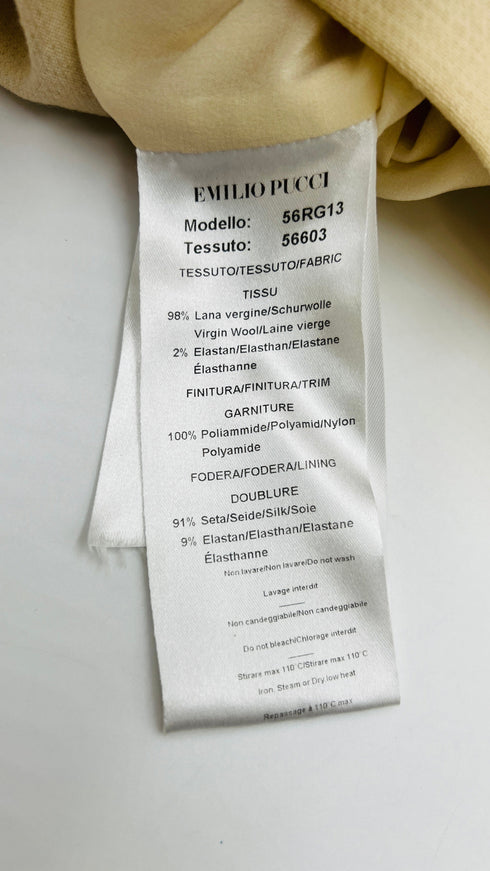 EMILIO PUCCI
Modello: 56RG13
Tessuto: 56603
TESSUTO/TESSUTO/FABRIC
TISSU
98% Lana vergine/Schurwolle
Virgin Wool/Laine vierge
2% Elastan/Elasthan/Elastane
Élasthanne
FINITURA/FINITURA/TRIM
GARNITURE
100% Poliammide/Polyamid/Nylon
Polyamide
FODERA/FODERA/LINING
DOUBLURE
91% Seta/Seide/Silk/Soie
9% Elastan/Elasthan/Elastane
Élasthanne
Non lavare/Non lavare/Do not wash
Lavage interdit
Non candeggiabile/Non candeggiabile
Do not bleach/Chlorage interdit
Stirare max 110°C/Stirare max 110°C
Iron. Steam or Dry low heat
Repassage à 110°C max